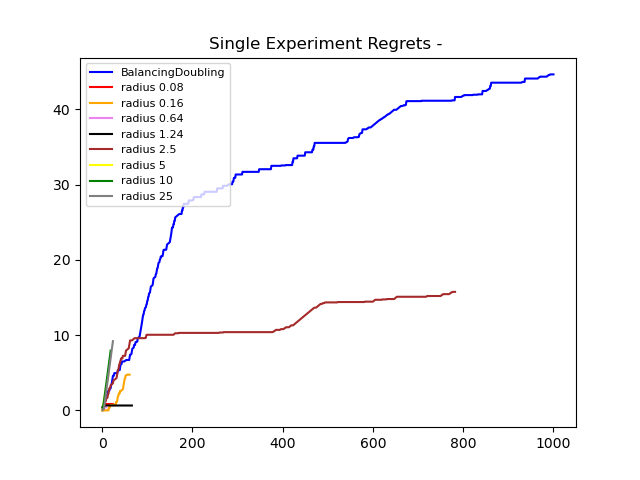 Single Experiment Regrets -
BalancingDoubling
radius 0.08
radius 0.16
radius 0.64
radius 1.24
radius 2.5
radius 5
radius 10
radius 25
40
30
20
10
0
0 200 400 600 800 1000